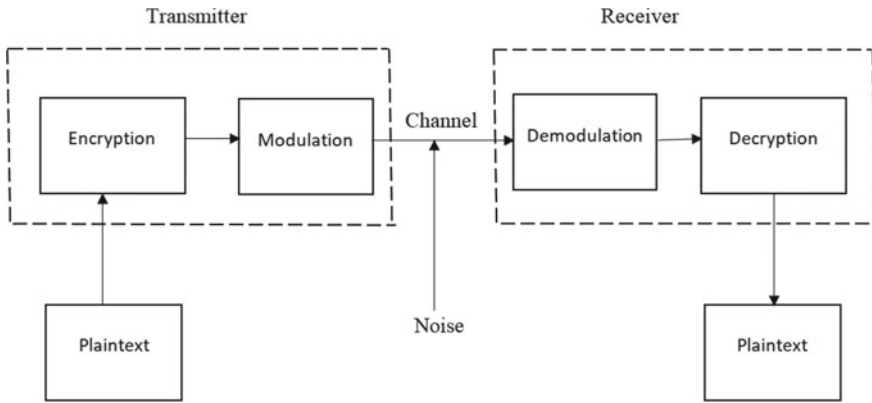 Transmitter
Receiver
Encryption
Modulation
Channel
Demodulation
Decryption
Plaintext
Noise
Plaintext